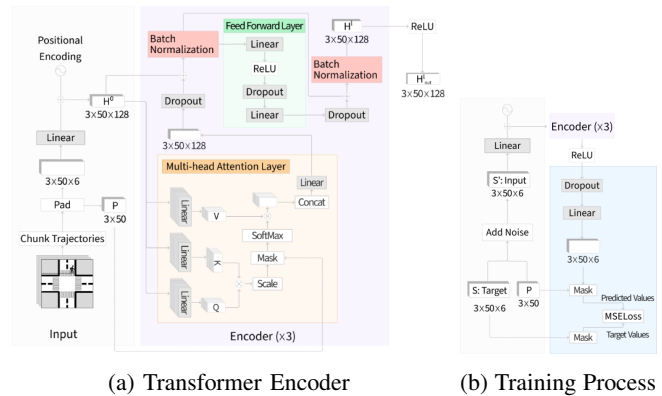 Positional
Encoding
H⁰
3×50×128
Linear
3×50×6
Pad
P
3×50
Chunk Trajectories
Input
Batch
Normalization
Dropout
3×50×128
Feed Forward Layer
Linear
ReLU
Dropout
Linear
Dropout
Batch
Normalization
Hˡ
3×50×128
ReLU
3×50×128
Multi-head Attention Layer
Linear
Concat
Linear
V
SoftMax
Linear
K
Mask
Scale
Linear
Q
Encoder (×3)
(a) Transformer Encoder
Encoder (×3)
Linear
ReLU
S': Input
3×50×6
Dropout
Linear
Add Noise
3×50×6
S: Target
3×50×6
P
3×50
Mask
Predicted Values
MSELoss
Target Values
Mask
(b) Training Process